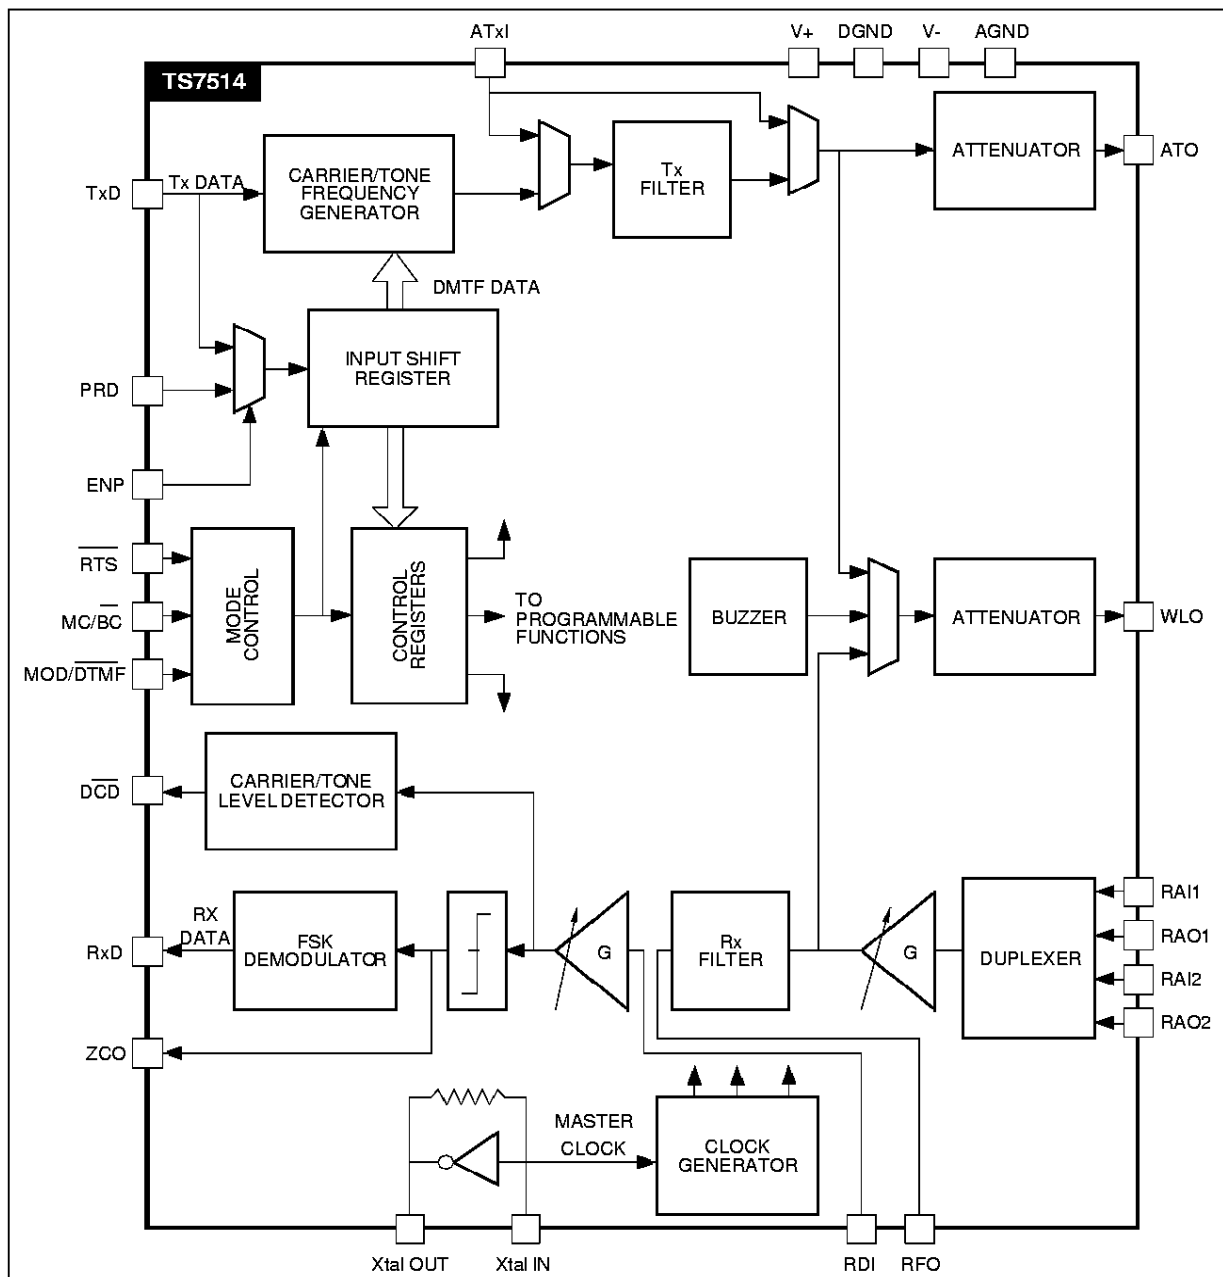 ATxI
V+
DGND
V-
AGND
TS7514
TxD
Tx DATA
CARRIER/TONE
FREQUENCY
GENERATOR
Tx
FILTER
ATTENUATOR
ATO
DMTF DATA
INPUT SHIFT
REGISTER
PRD
ENP
RTS
MC/BC
MOD/DTMF
MODE
CONTROL
CONTROL
REGISTERS
TO
PROGRAMMABLE
FUNCTIONS
BUZZER
ATTENUATOR
WLO
DCD
CARRIER/TONE
LEVEL DETECTOR
RxD
RX
DATA
FSK
DEMODULATOR
G
Rx
FILTER
G
DUPLEXER
RAI1
RAO1
RAI2
RAO2
ZCO
MASTER
CLOCK
CLOCK
GENERATOR
Xtal OUT
Xtal IN
RDI
RFO